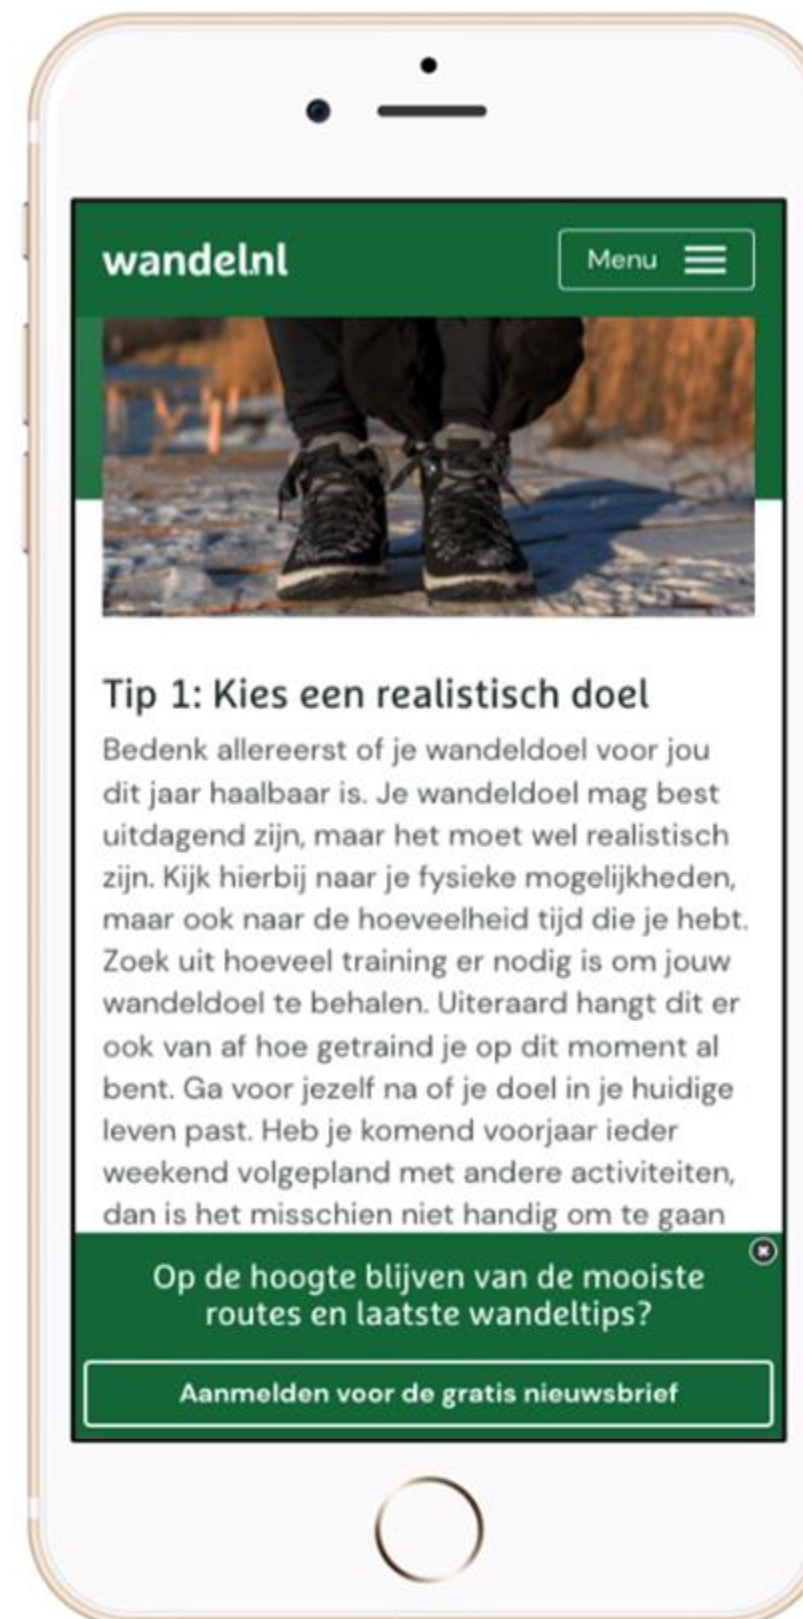 wandel.nl
Menu
Tip 1: Kies een realistisch doel
Bedenk allereerst of je wandeldoel voor jou
dit jaar haalbaar is. Je wandeldoel mag best
uitdagend zijn, maar het moet wel realistisch
zijn. Kijk hierbij naar je fysieke mogelijkheden,
maar ook naar de hoeveelheid tijd die je hebt.
Zoek uit hoeveel training er nodig is om jouw
wandeldoel te behalen. Uiteraard hangt dit er
ook van af hoe getraind je op dit moment al
bent. Ga voor jezelf na of je doel in je huidige
leven past. Heb je komend voorjaar ieder
weekend volgepland met andere activiteiten,
dan is het misschien niet handig om te gaan
Op de hoogte blijven van de mooiste
routes en laatste wandeltips?
Aanmelden voor de gratis nieuwsbrief